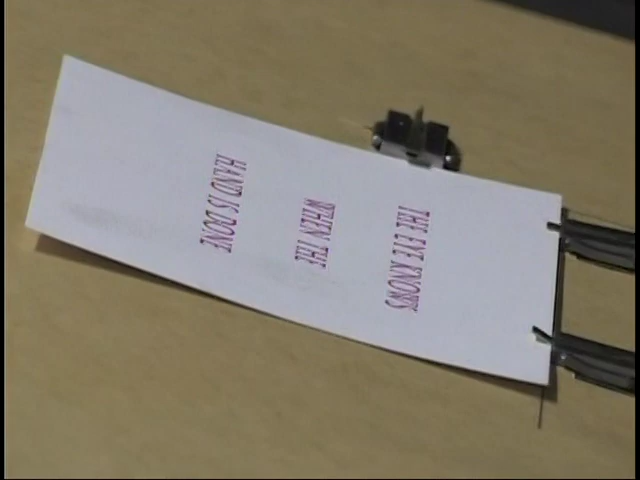 THE EYE KNOWS
WHEN THE
HAND IS DONE